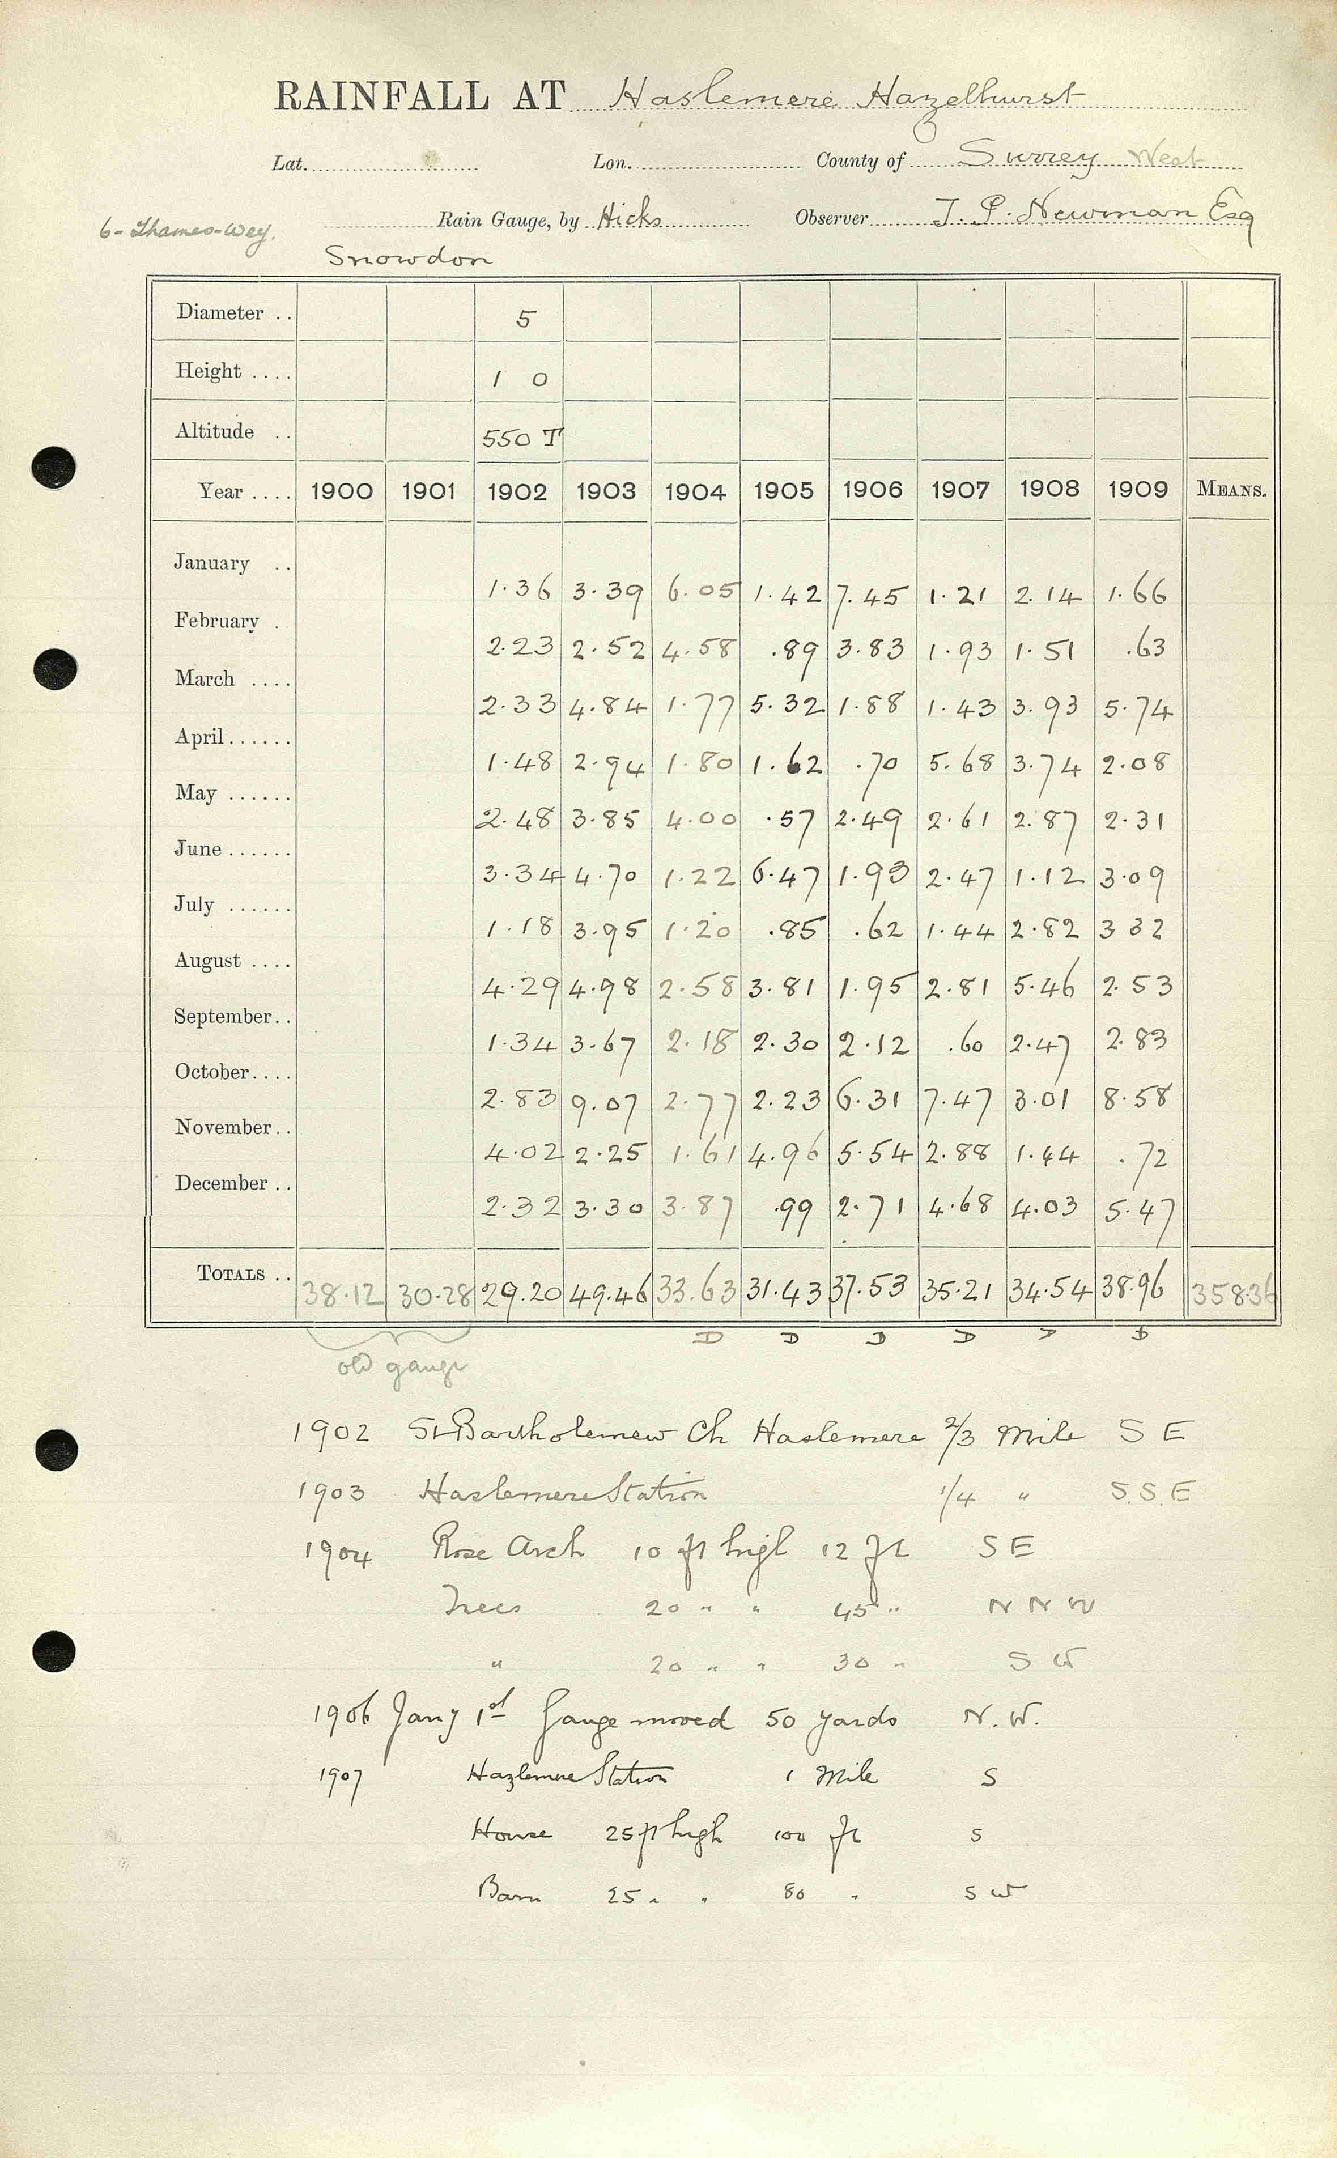 RAINFALL AT Haslemere Hazelhurst
Lat. Lon. County of Surrey West
6 - Thames-Wey. Rain Gauge, by Hicks Observer J. P. Newman Esq
Snowdon
Diameter .. 5
Height .... 1 0
Altitude .. 550 T
Year .... 1900 1901 1902 1903 1904 1905 1906 1907 1908 1909 MEANS.
January .. 1.36 3.39 6.05 1.42 7.45 1.21 2.14 1.66
February . 2.23 2.52 4.58 .89 3.83 1.93 1.51 .63
March .... 2.33 4.84 1.77 5.32 1.88 1.43 3.93 5.74
April ...... 1.48 2.94 1.80 1.62 .70 5.68 3.74 2.08
May ...... 2.48 3.85 4.00 .57 2.49 2.61 2.87 2.31
June ...... 3.34 4.70 1.22 6.47 1.93 2.47 1.12 3.09
July ...... 1.18 3.95 1.20 .85 .62 1.44 2.82 3 32
August .... 4.29 4.98 2.58 3.81 1.95 2.81 5.46 2.53
September .. 1.34 3.67 2.18 2.30 2.12 .60 2.47 2.83
October .... 2.83 9.07 2.77 2.23 6.31 7.47 3.01 8.58
November .. 4.02 2.25 1.61 4.96 5.54 2.88 1.44 .72
December .. 2.32 3.30 3.87 .99 2.71 4.68 4.03 5.47
TOTALS .. 38.12 30.28 29.20 49.46 33.63 31.43 37.53 35.21 34.54 38.96 358.36
D D D D D D
old gauge
1902 St Bartholemew Ch Haslemere 2/3 Mile S E
1903 Haslemere Station 1/4 " S.S.E
1904 Rose Arch 10 ft high 12 ft S E
Trees 20 " " 45 " N N W
" 20 " " 30 " S W
1906 Jany 1st Gauge moved 50 yards N.W.
1907 Hazlemere Station 1 Mile S
House 25 ft high 100 ft S
Barn 25 " " 80 " S W